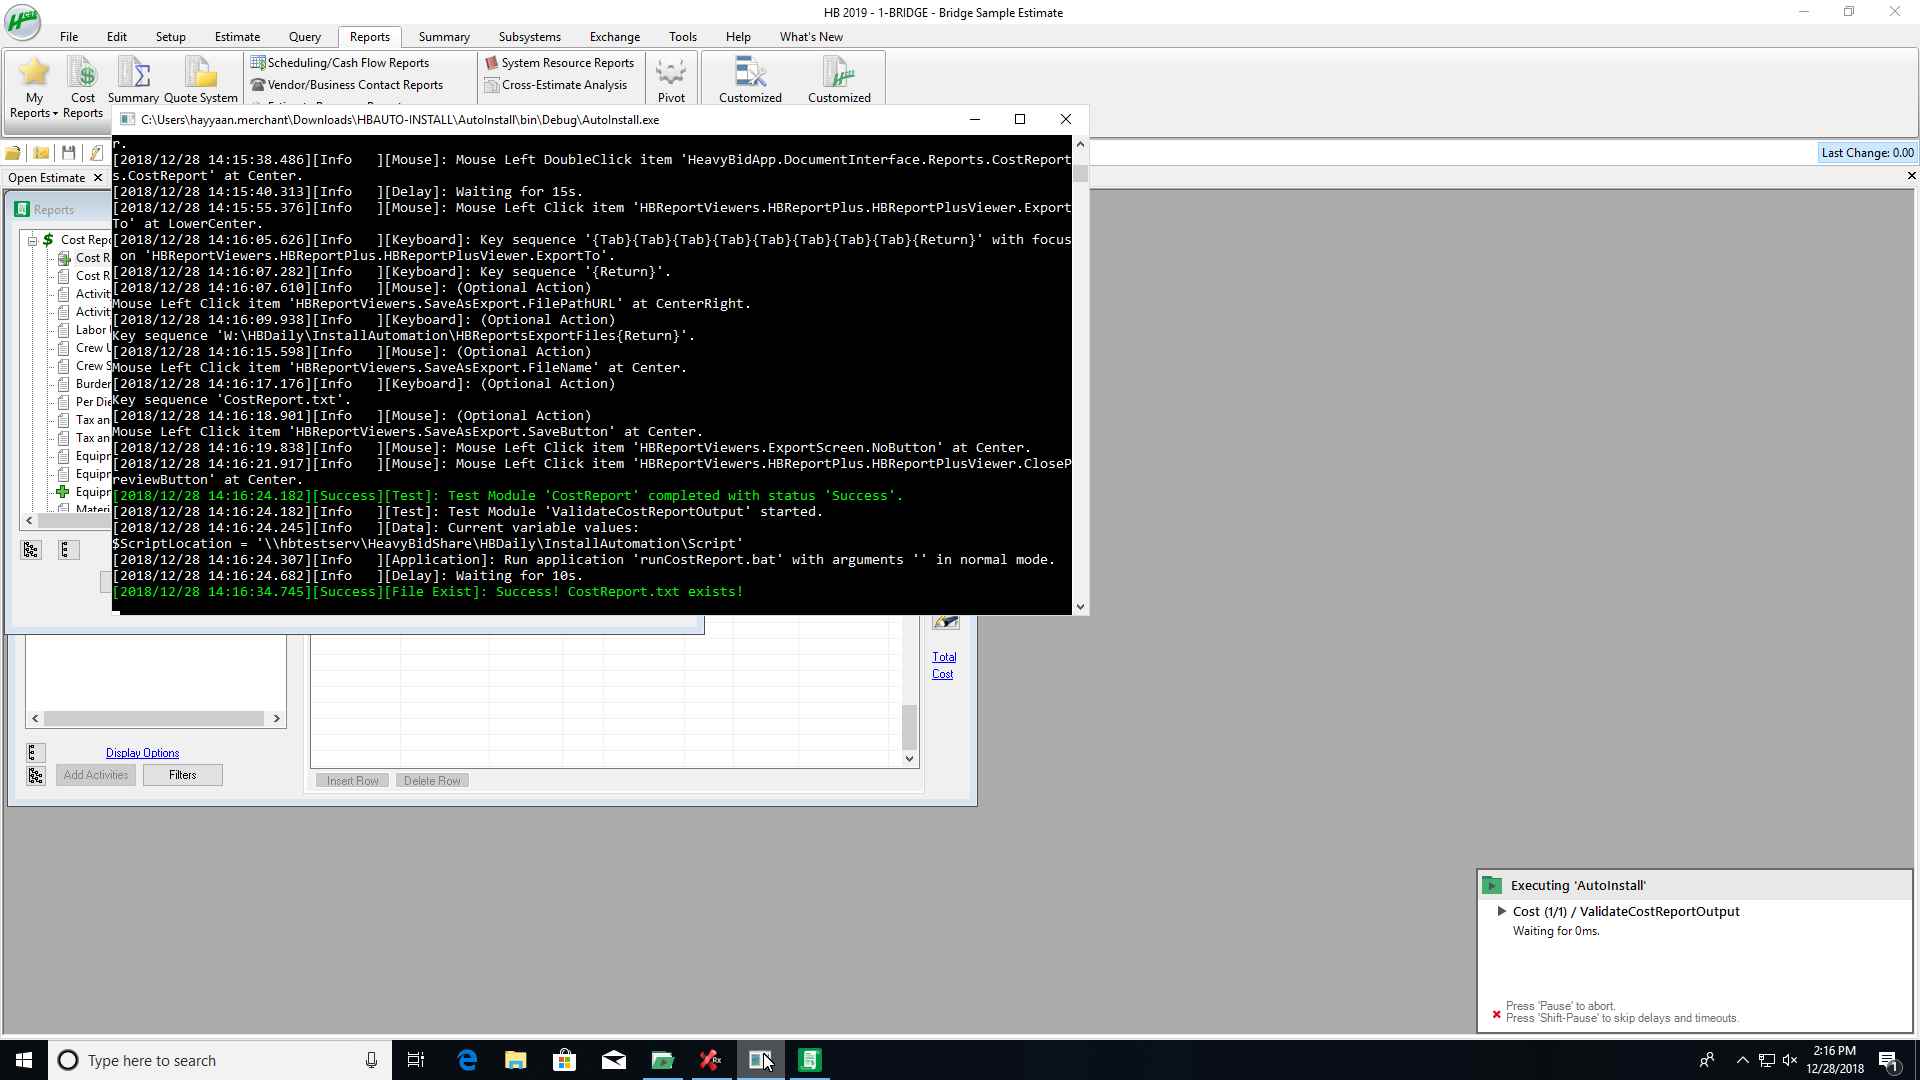 HB 2019 - 1-BRIDGE - Bridge Sample Estimate
File Edit Setup Estimate Query Reports Summary Subsystems Exchange Tools Help What's New
Scheduling/Cash Flow Reports
System Resource Reports
Vendor/Business Contact Reports
Cross-Estimate Analysis
My Reports
Cost Reports
Summary
Quote System
Pivot
Customized
Customized
C:\Users\hayyaan.merchant\Downloads\HBAUTO-INSTALL\AutoInstall\bin\Debug\AutoInstall.exe
Last Change: 0.00
Open Estimate
Reports
Cost Repo
Cost R
Cost R
Activit
Activit
Labor
Crew U
Crew S
Burder
Per Die
Tax an
Tax an
Equipr
Equipr
Equipr
Materi
r.
[2018/12/28 14:15:38.486][Info   ][Mouse]: Mouse Left DoubleClick item 'HeavyBidApp.DocumentInterface.Reports.CostReport
s.CostReport' at Center.
[2018/12/28 14:15:40.313][Info   ][Delay]: Waiting for 15s.
[2018/12/28 14:15:55.376][Info   ][Mouse]: Mouse Left Click item 'HBReportViewers.HBReportPlus.HBReportPlusViewer.Export
To' at LowerCenter.
[2018/12/28 14:16:05.626][Info   ][Keyboard]: Key sequence '{Tab}{Tab}{Tab}{Tab}{Tab}{Tab}{Tab}{Tab}{Return}' with focus
 on 'HBReportViewers.HBReportPlus.HBReportPlusViewer.ExportTo'.
[2018/12/28 14:16:07.282][Info   ][Keyboard]: Key sequence '{Return}'.
[2018/12/28 14:16:07.610][Info   ][Mouse]: (Optional Action)
Mouse Left Click item 'HBReportViewers.SaveAsExport.FilePathURL' at CenterRight.
[2018/12/28 14:16:09.938][Info   ][Keyboard]: (Optional Action)
Key sequence 'W:\HBDaily\InstallAutomation\HBReportsExportFiles{Return}'.
[2018/12/28 14:16:15.598][Info   ][Mouse]: (Optional Action)
Mouse Left Click item 'HBReportViewers.SaveAsExport.FileName' at Center.
[2018/12/28 14:16:17.176][Info   ][Keyboard]: (Optional Action)
Key sequence 'CostReport.txt'.
[2018/12/28 14:16:18.901][Info   ][Mouse]: (Optional Action)
Mouse Left Click item 'HBReportViewers.SaveAsExport.SaveButton' at Center.
[2018/12/28 14:16:19.838][Info   ][Mouse]: Mouse Left Click item 'HBReportViewers.ExportScreen.NoButton' at Center.
[2018/12/28 14:16:21.917][Info   ][Mouse]: Mouse Left Click item 'HBReportViewers.HBReportPlus.HBReportPlusViewer.CloseP
reviewButton' at Center.
[2018/12/28 14:16:24.182][Success][Test]: Test Module 'CostReport' completed with status 'Success'.
[2018/12/28 14:16:24.182][Info   ][Test]: Test Module 'ValidateCostReportOutput' started.
[2018/12/28 14:16:24.245][Info   ][Data]: Current variable values:
$ScriptLocation = '\\hbtestserv\HeavyBidShare\HBDaily\InstallAutomation\Script'
[2018/12/28 14:16:24.307][Info   ][Application]: Run application 'runCostReport.bat' with arguments '' in normal mode.
[2018/12/28 14:16:24.682][Info   ][Delay]: Waiting for 10s.
[2018/12/28 14:16:34.745][Success][File Exist]: Success! CostReport.txt exists!
Total
Cost
Display Options
Add Activities Filters
Insert Row Delete Row
Executing 'AutoInstall'
Cost (1/1) / ValidateCostReportOutput
Waiting for 0ms.
Press 'Pause' to abort.
Press 'Shift-Pause' to skip delays and timeouts.
Type here to search
2:16 PM
12/28/2018
1